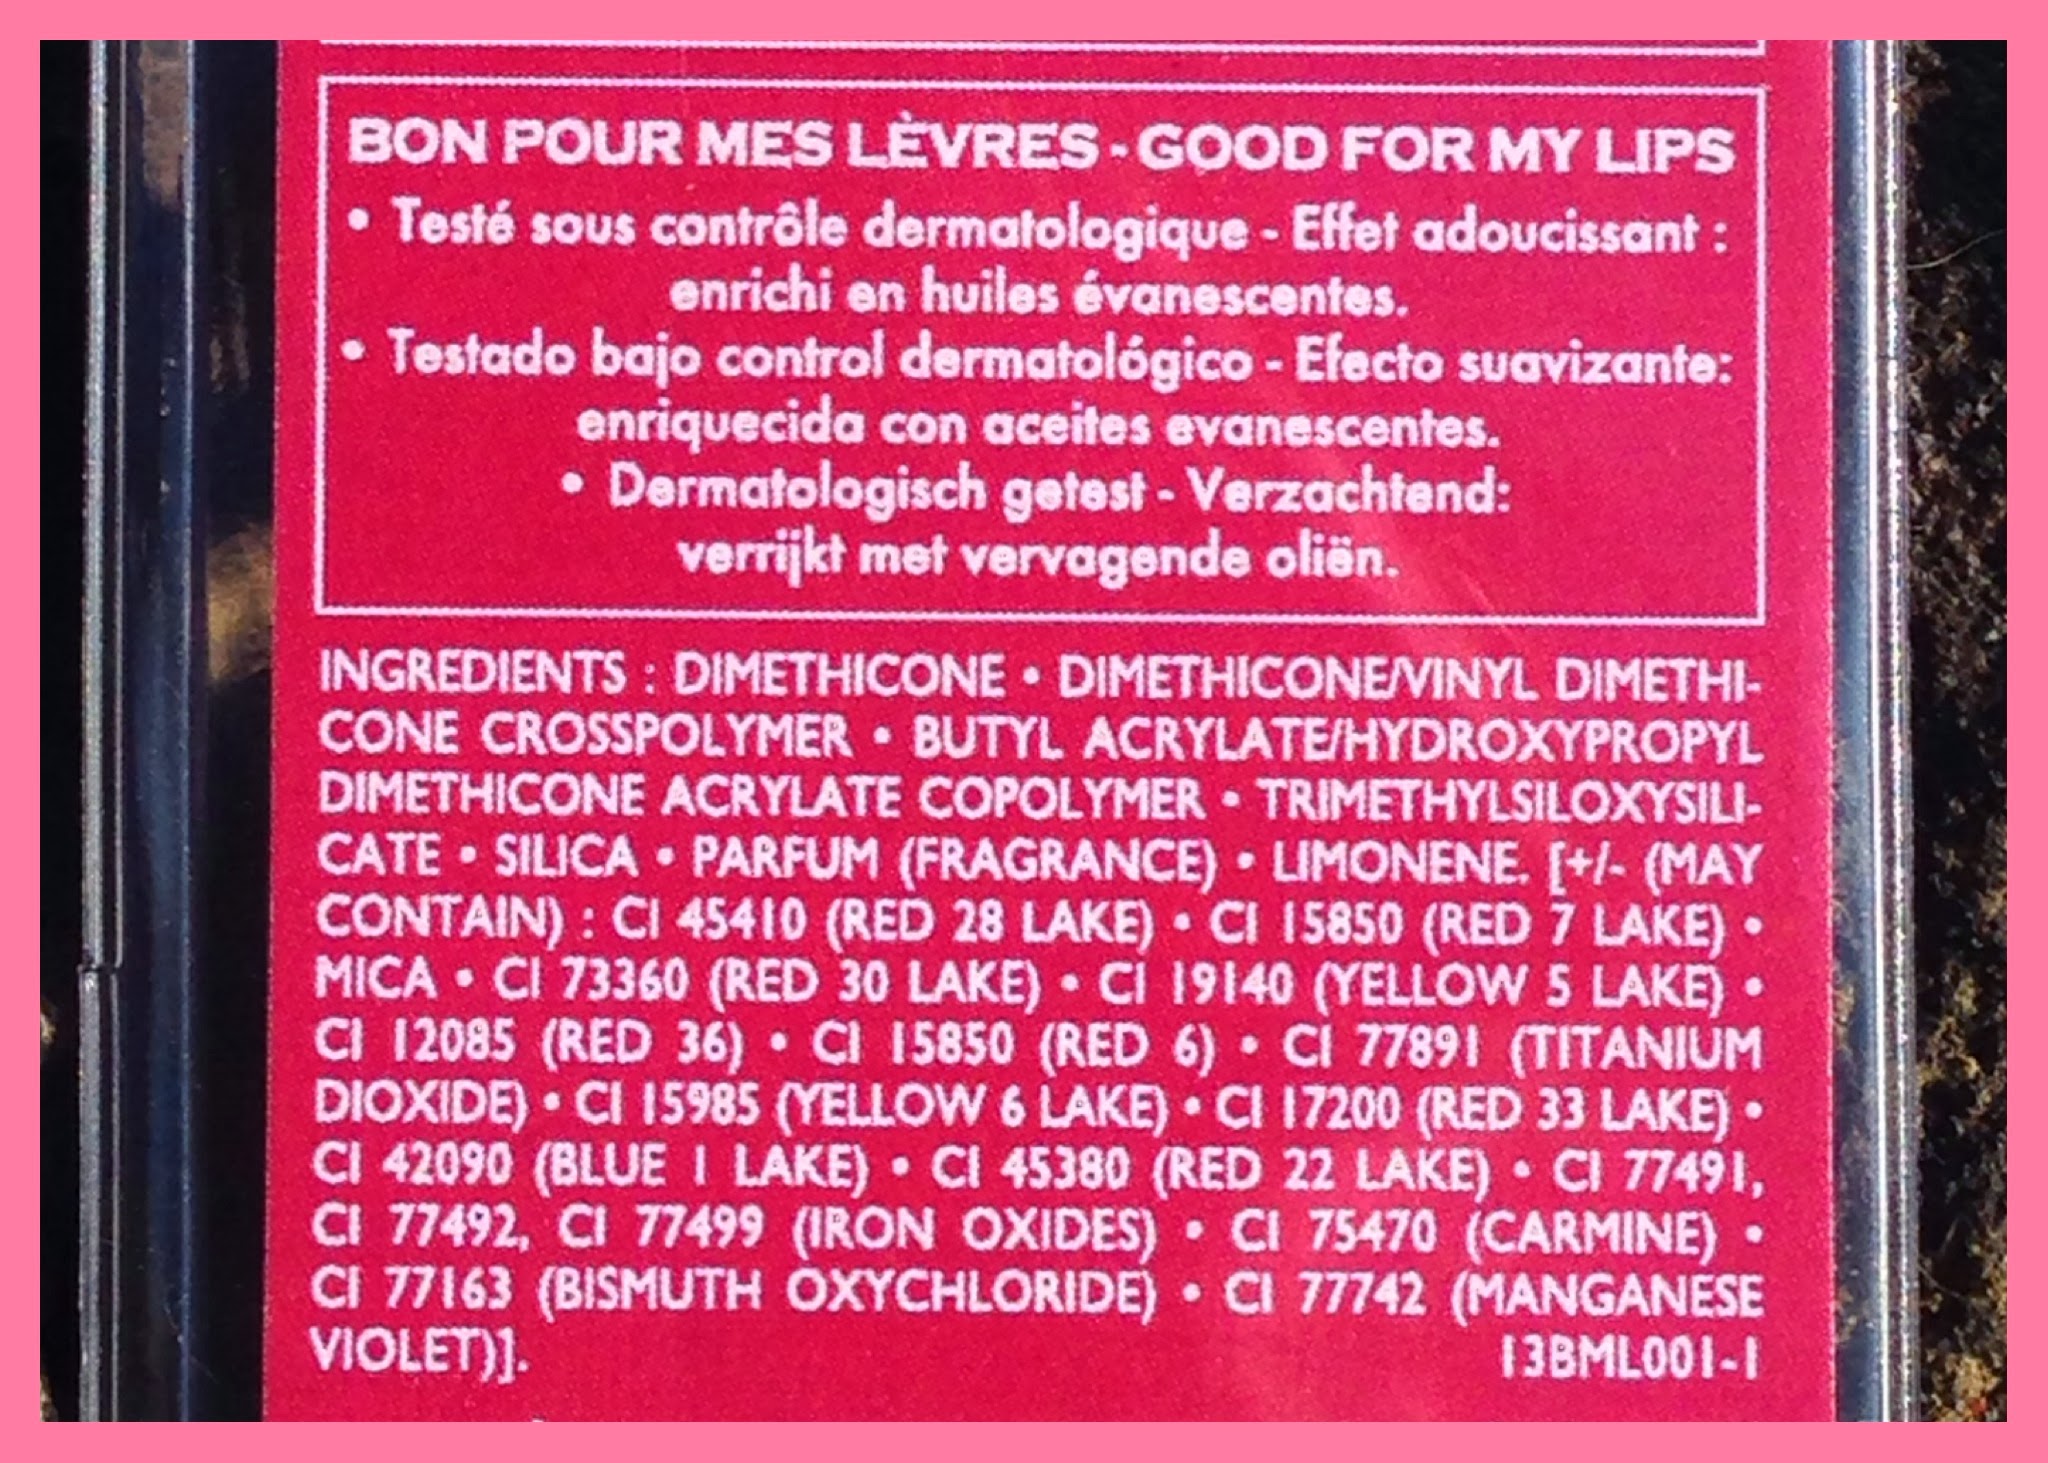 BON POUR MES LÈVRES - GOOD FOR MY LIPS
• Testé sous contrôle dermatologique - Effet adoucissant :
enrichi en huiles évanescentes.
• Testado bajo control dermatológico - Efecto suavizante:
enriquecida con aceites evanescentes.
• Dermatologisch getest - Verzachtend:
verrijkt met vervagende oliën.
INGREDIENTS : DIMETHICONE • DIMETHICONE/VINYL DIMETHI-
CONE CROSSPOLYMER • BUTYL ACRYLATE/HYDROXYPROPYL
DIMETHICONE ACRYLATE COPOLYMER • TRIMETHYLSILOXYSILI-
CATE • SILICA • PARFUM (FRAGRANCE) • LIMONENE. [+/- (MAY
CONTAIN) : CI 45410 (RED 28 LAKE) • CI 15850 (RED 7 LAKE) •
MICA • CI 73360 (RED 30 LAKE) • CI 19140 (YELLOW 5 LAKE) •
CI 12085 (RED 36) • CI 15850 (RED 6) • CI 77891 (TITANIUM
DIOXIDE) • CI 15985 (YELLOW 6 LAKE) • CI 17200 (RED 33 LAKE) •
CI 42090 (BLUE 1 LAKE) • CI 45380 (RED 22 LAKE) • CI 77491,
CI 77492, CI 77499 (IRON OXIDES) • CI 75470 (CARMINE) •
CI 77163 (BISMUTH OXYCHLORIDE) • CI 77742 (MANGANESE
VIOLET)]. 13BML001-1